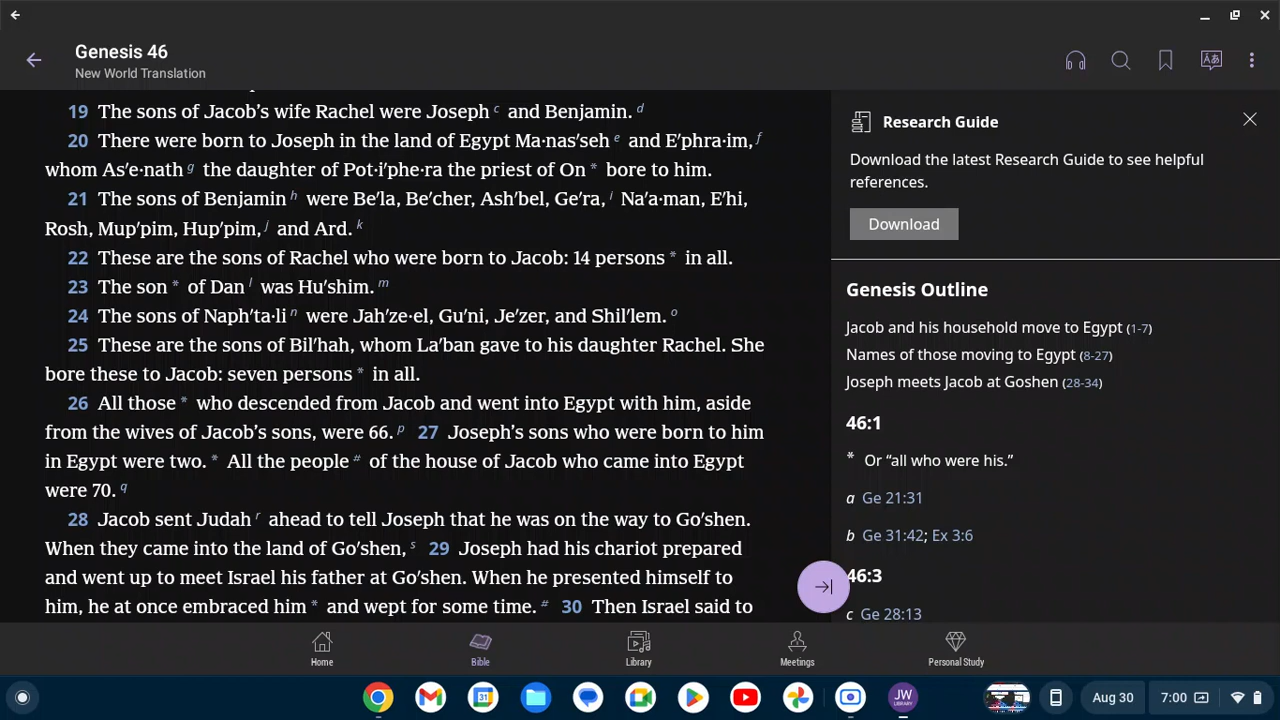 Genesis 46
New World Translation
19 The sons of Jacob's wife Rachel were Joseph c and Benjamin. d
20 There were born to Joseph in the land of Egypt Ma·nas′seh e and E′phra·im, f
whom As′e·nath g the daughter of Pot·i′phe·ra the priest of On * bore to him.
21 The sons of Benjamin h were Be′la, Be′cher, Ash′bel, Ge′ra, i Na′a·man, E′hi,
Rosh, Mup′pim, Hup′pim, j and Ard. k
22 These are the sons of Rachel who were born to Jacob: 14 persons * in all.
23 The son * of Dan l was Hu′shim. m
24 The sons of Naph′ta·li n were Jah′ze·el, Gu′ni, Je′zer, and Shil′lem. o
25 These are the sons of Bil′hah, whom La′ban gave to his daughter Rachel. She
bore these to Jacob: seven persons * in all.
26 All those * who descended from Jacob and went into Egypt with him, aside
from the wives of Jacob's sons, were 66. p 27 Joseph's sons who were born to him
in Egypt were two. * All the people # of the house of Jacob who came into Egypt
were 70. q
28 Jacob sent Judah r ahead to tell Joseph that he was on the way to Go′shen.
When they came into the land of Go′shen, s 29 Joseph had his chariot prepared
and went up to meet Israel his father at Go′shen. When he presented himself to
him, he at once embraced him * and wept for some time. # 30 Then Israel said to
Research Guide
Download the latest Research Guide to see helpful
references.
Download
Genesis Outline
Jacob and his household move to Egypt (1-7)
Names of those moving to Egypt (8-27)
Joseph meets Jacob at Goshen (28-34)
46:1
* Or “all who were his.”
a Ge 21:31
b Ge 31:42; Ex 3:6
46:3
c Ge 28:13
Home
Bible
Library
Meetings
Personal Study
31
JW
LIBRARY
Aug 30
7:00